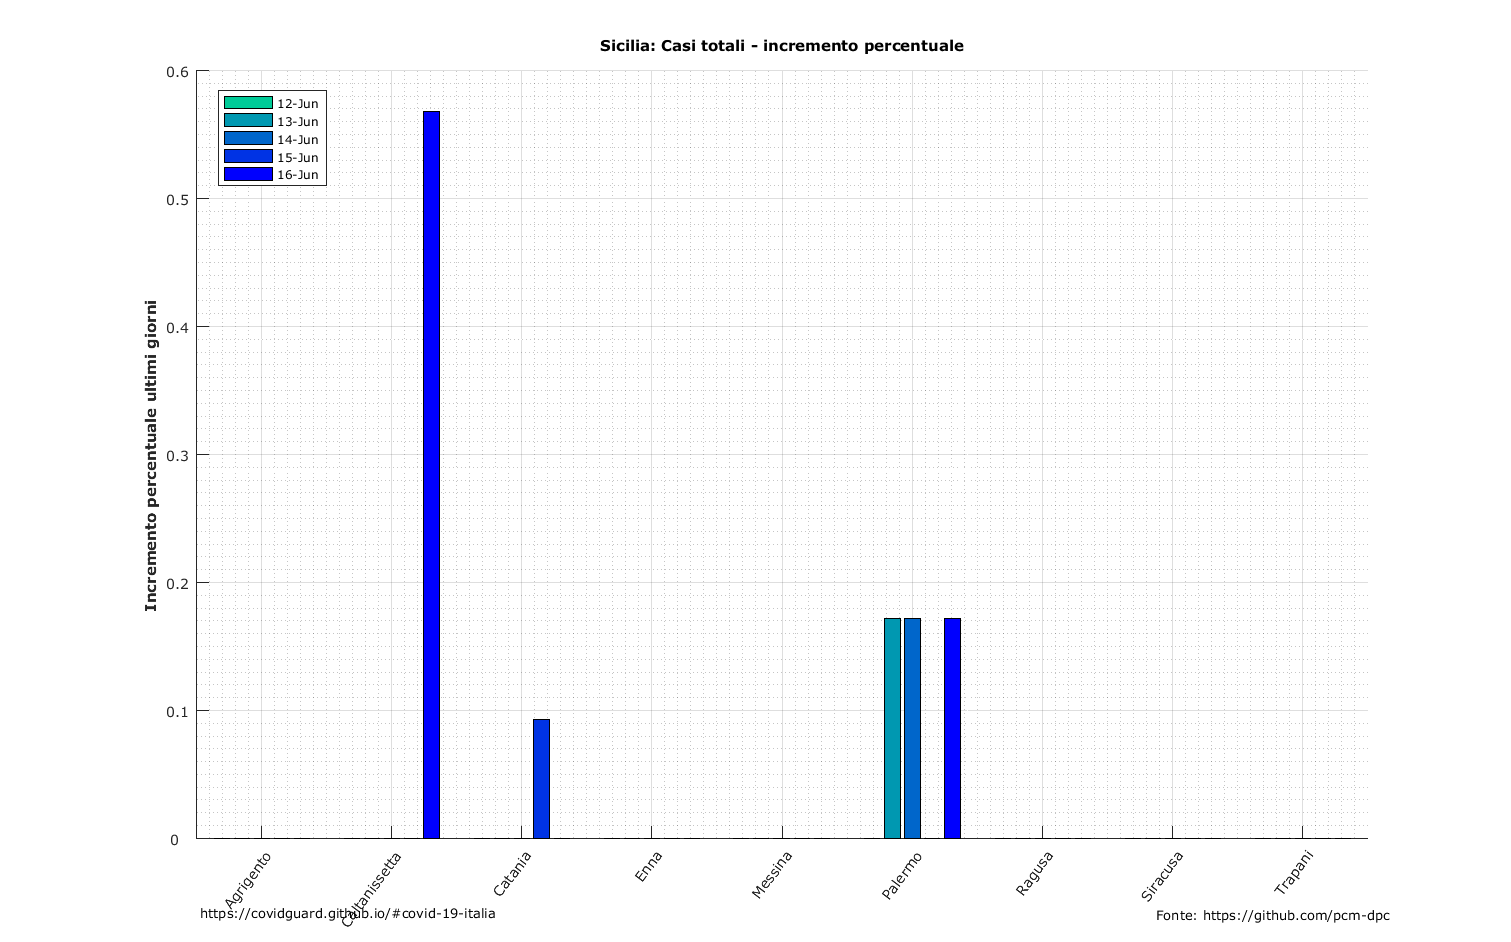 Sicilia: Casi totali - incremento percentuale
Incremento percentuale ultimi giorni
0.6
0.5
0.4
0.3
0.2
0.1
0
12-Jun
13-Jun
14-Jun
15-Jun
16-Jun
Agrigento
Caltanissetta
Catania
Enna
Messina
Palermo
Ragusa
Siracusa
Trapani
https://covidguard.github.io/#covid-19-italia
Fonte: https://github.com/pcm-dpc